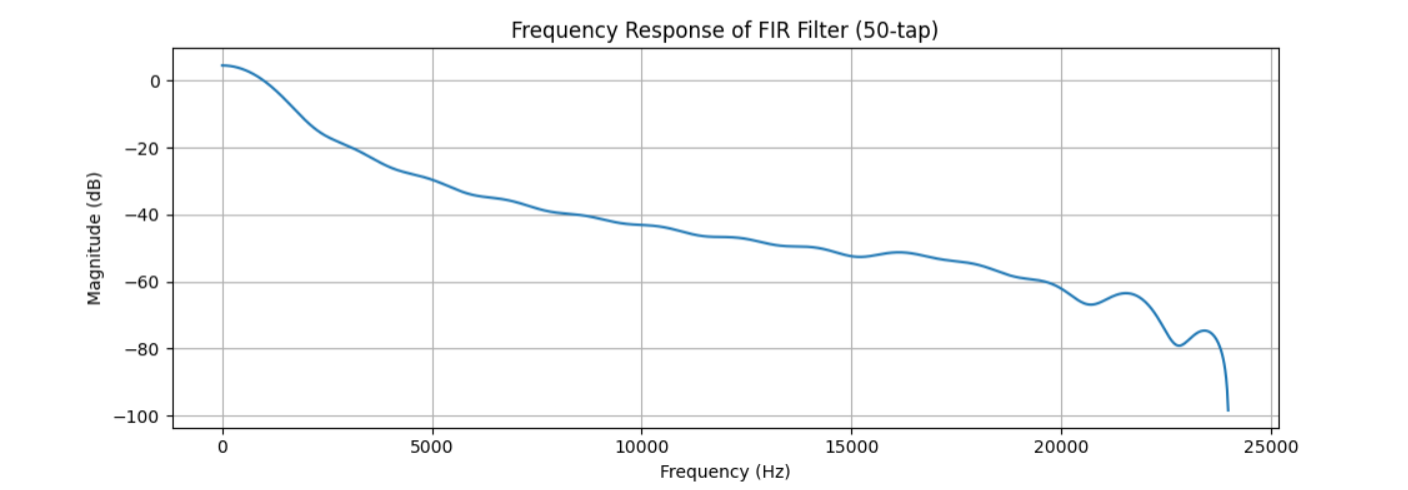 Frequency Response of FIR Filter (50-tap)
0
−20
−40
−60
−80
−100
Magnitude (dB)
0 5000 10000 15000 20000 25000
Frequency (Hz)